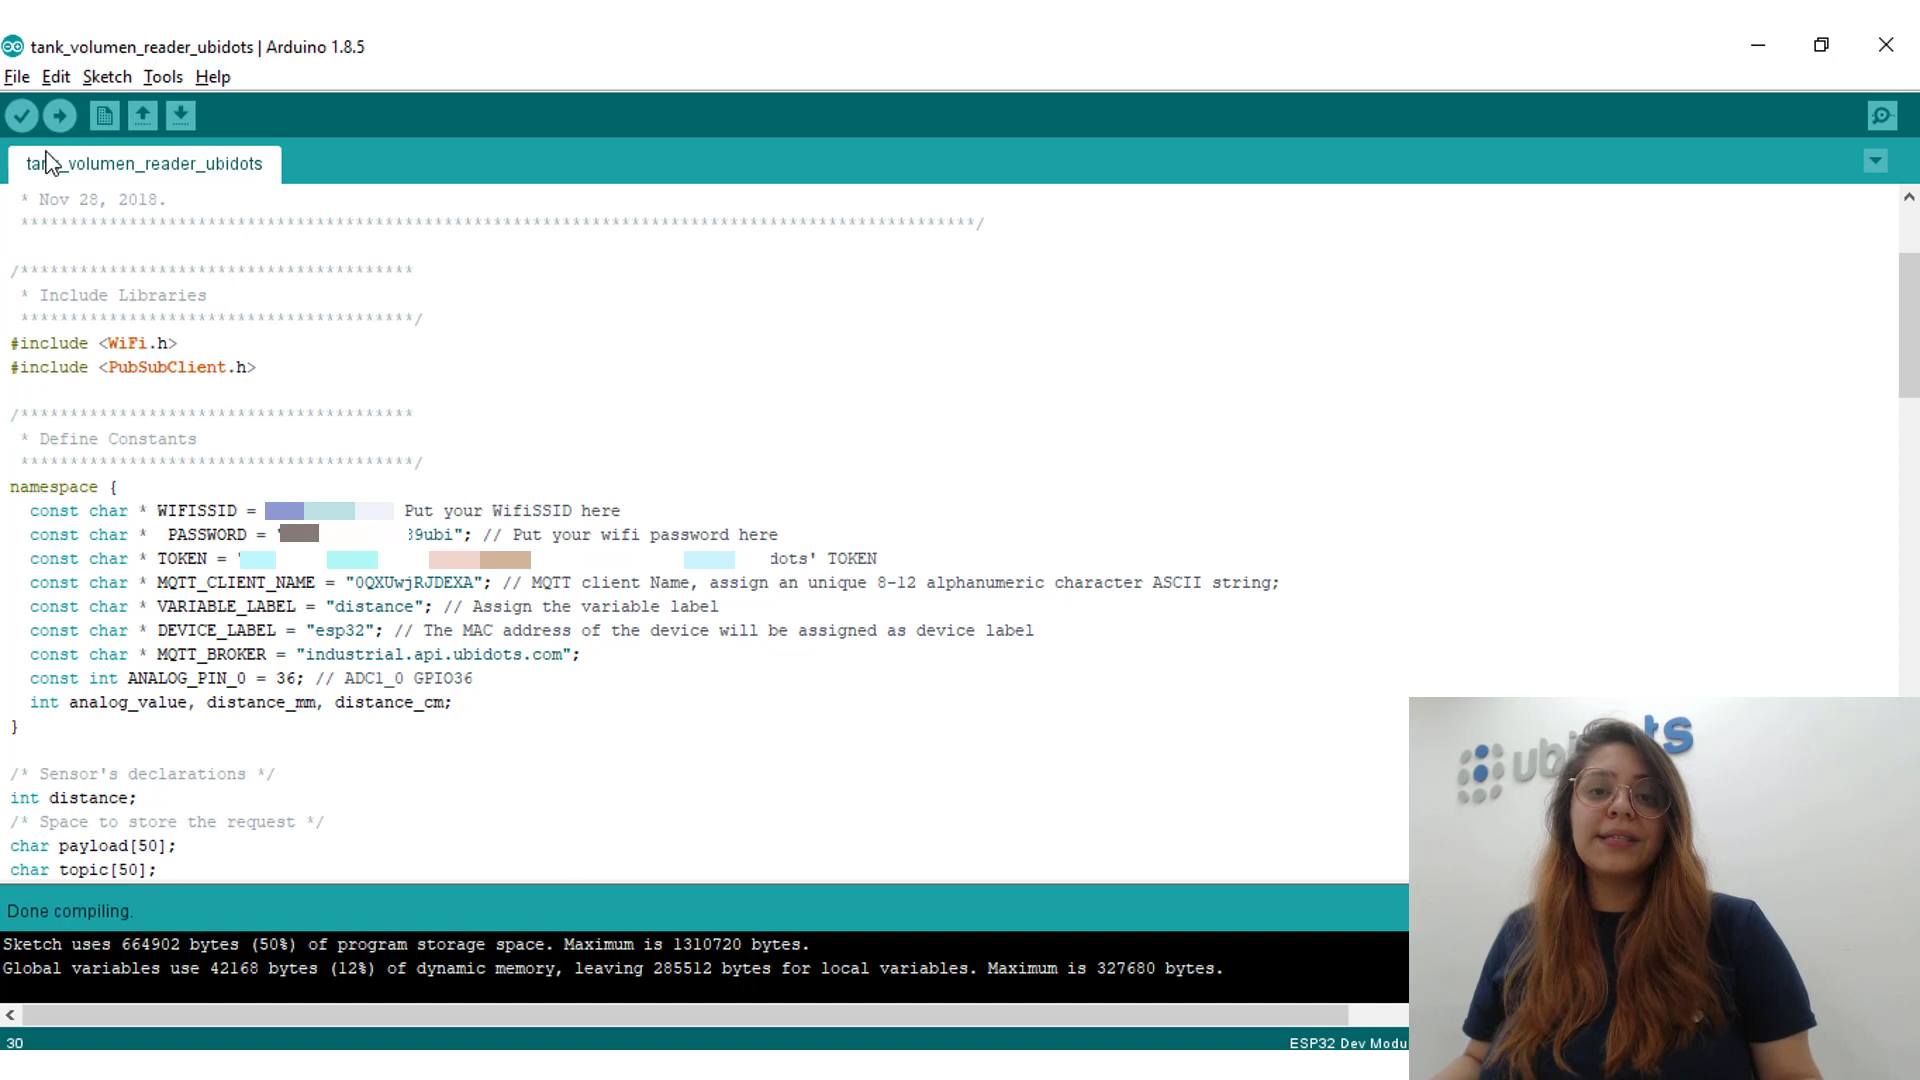 tank_volumen_reader_ubidots | Arduino 1.8.5
File Edit Sketch Tools Help
tank_volumen_reader_ubidots
* Nov 28, 2018.
*************************************************************************************************/
/****************************************
* Include Libraries
****************************************/
#include <WiFi.h>
#include <PubSubClient.h>
/****************************************
* Define Constants
****************************************/
namespace {
const char * WIFISSID = Put your WifiSSID here
const char * PASSWORD = " 39ubi"; // Put your wifi password here
const char * TOKEN = " dots' TOKEN
const char * MQTT_CLIENT_NAME = "0QXUwjRJDEXA"; // MQTT client Name, assign an unique 8-12 alphanumeric character ASCII string;
const char * VARIABLE_LABEL = "distance"; // Assign the variable label
const char * DEVICE_LABEL = "esp32"; // The MAC address of the device will be assigned as device label
const char * MQTT_BROKER = "industrial.api.ubidots.com";
const int ANALOG_PIN_0 = 36; // ADC1_0 GPIO36
int analog_value, distance_mm, distance_cm;
}
/* Sensor's declarations */
int distance;
/* Space to store the request */
char payload[50];
char topic[50];
Done compiling.
Sketch uses 664902 bytes (50%) of program storage space. Maximum is 1310720 bytes.
Global variables use 42168 bytes (12%) of dynamic memory, leaving 285512 bytes for local variables. Maximum is 327680 bytes.
30
ESP32 Dev Modu